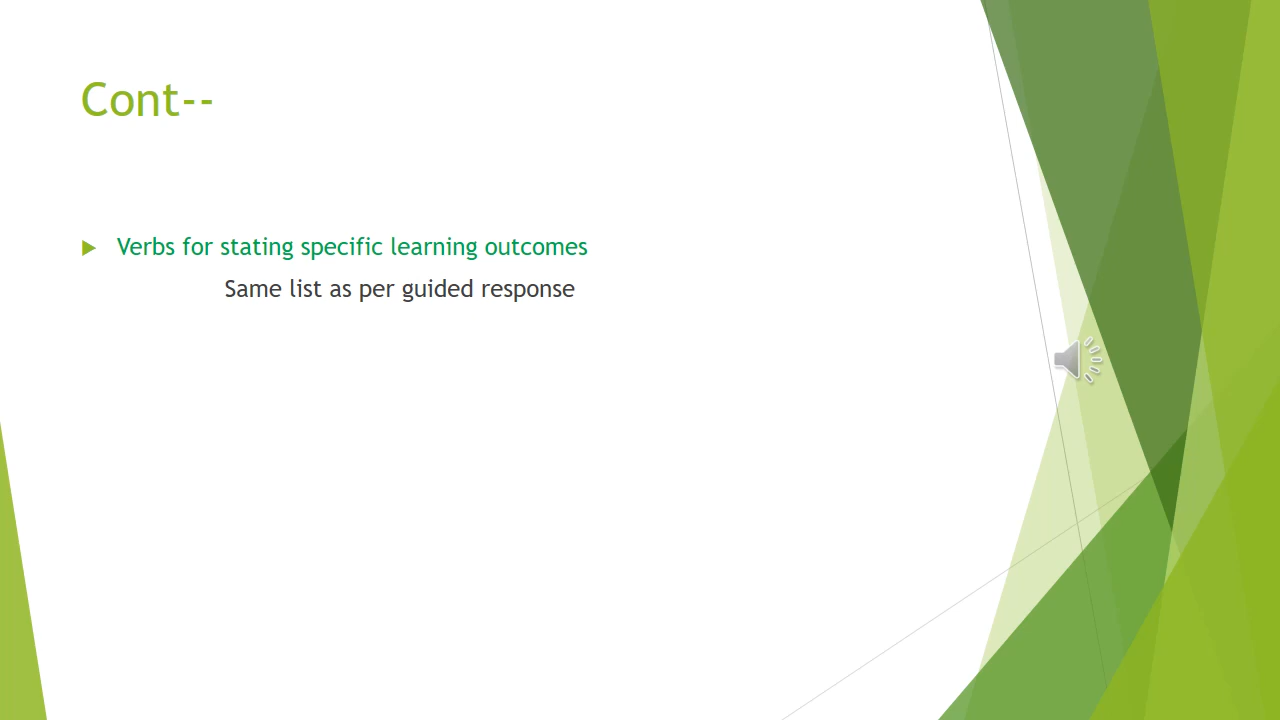 Cont--
Verbs for stating specific learning outcomes
Same list as per guided response